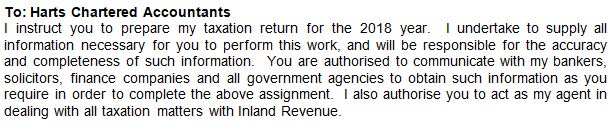 To: Harts Chartered Accountants
I instruct you to prepare my taxation return for the 2018 year. I undertake to supply all
information necessary for you to perform this work, and will be responsible for the accuracy
and completeness of such information. You are authorised to communicate with my bankers,
solicitors, finance companies and all government agencies to obtain such information as you
require in order to complete the above assignment. I also authorise you to act as my agent in
dealing with all taxation matters with Inland Revenue.